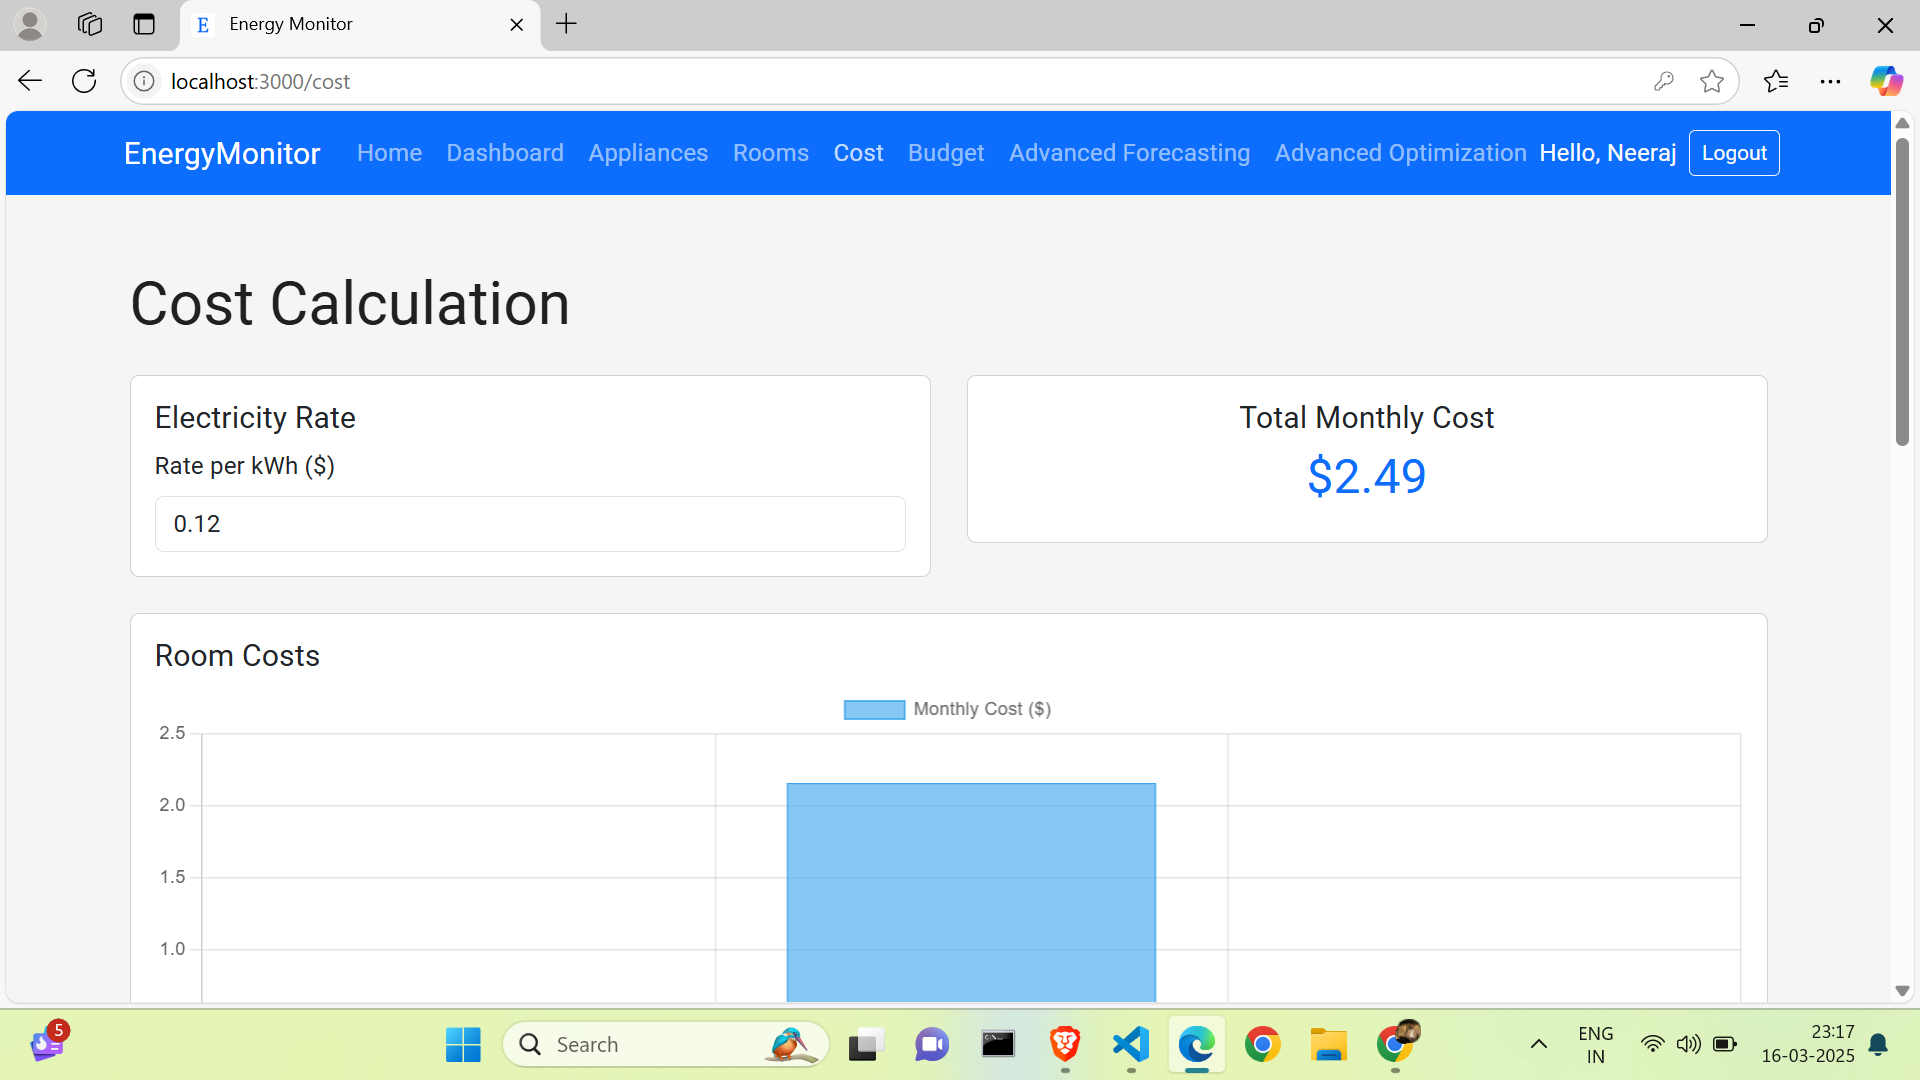 Energy Monitor
localhost:3000/cost
EnergyMonitor Home Dashboard Appliances Rooms Cost Budget Advanced Forecasting Advanced Optimization Hello, Neeraj Logout
Cost Calculation
Electricity Rate
Rate per kWh ($)
0.12
Total Monthly Cost
$2.49
Room Costs
Monthly Cost ($)
2.5
2.0
1.5
1.0
5
Search
ENG
IN
23:17
16-03-2025